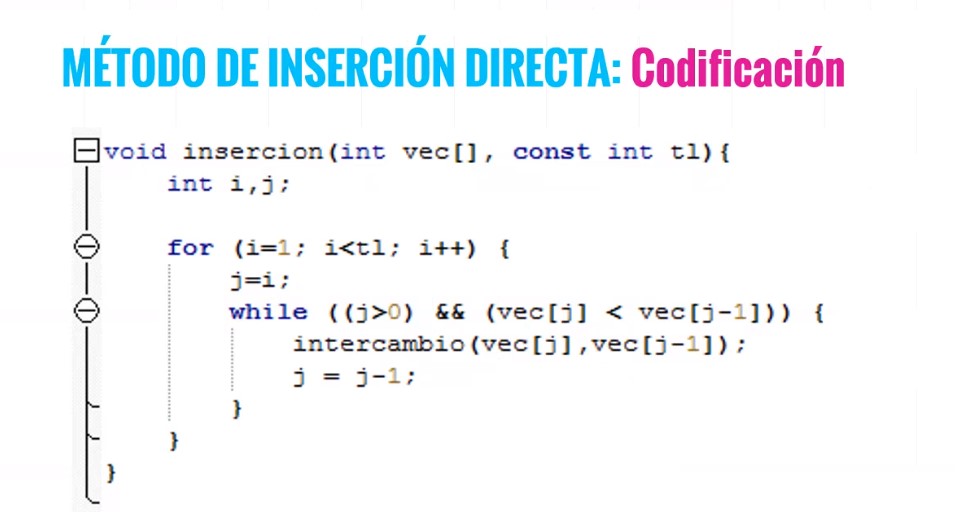 MÉTODO DE INSERCIÓN DIRECTA: Codificación
void insercion(int vec[], const int tl){
int i,j;
for (i=1; i<tl; i++) {
j=i;
while ((j>0) && (vec[j] < vec[j-1])) {
intercambio(vec[j],vec[j-1]);
j = j-1;
}
}
}